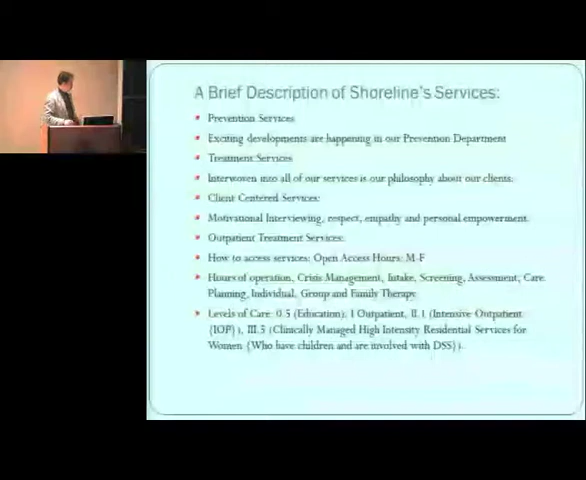 A Brief Description of Shoreline's Services:
Prevention Services
Exciting developments are happening in our Prevention Department
Treatment Services
Interwoven into all of our services is our philosophy about our clients:
Client Centered Services:
Motivational Interviewing, respect, empathy and personal empowerment.
Outpatient Treatment Services:
How to access services: Open Access Hours: M-F
Hours of operation, Crisis Management, Intake, Screening, Assessment, Care
Planning, Individual, Group and Family Therapy
Levels of Care: 0.5 (Education), I Outpatient, II.1 (Intensive Outpatient
(IOP)), III.5 (Clinically Managed High Intensity Residential Services for
Women {Who have children and are involved with DSS}).